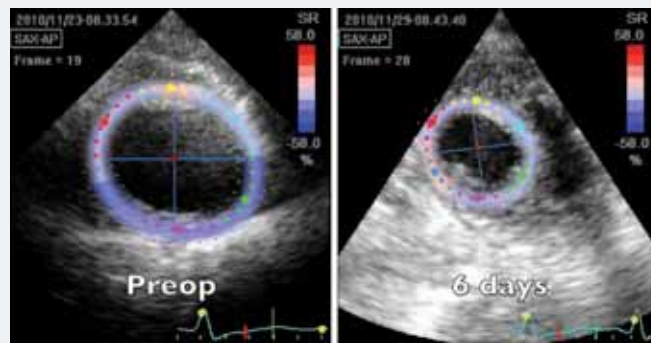 2010/11/23-08.33.54
SR
SAX-AP
58.0
Frame = 19
-58.0
%
Preop
2010/11/29-08.43.40
SR
SAX-AP
58.0
Frame = 28
-58.0
%
6 days